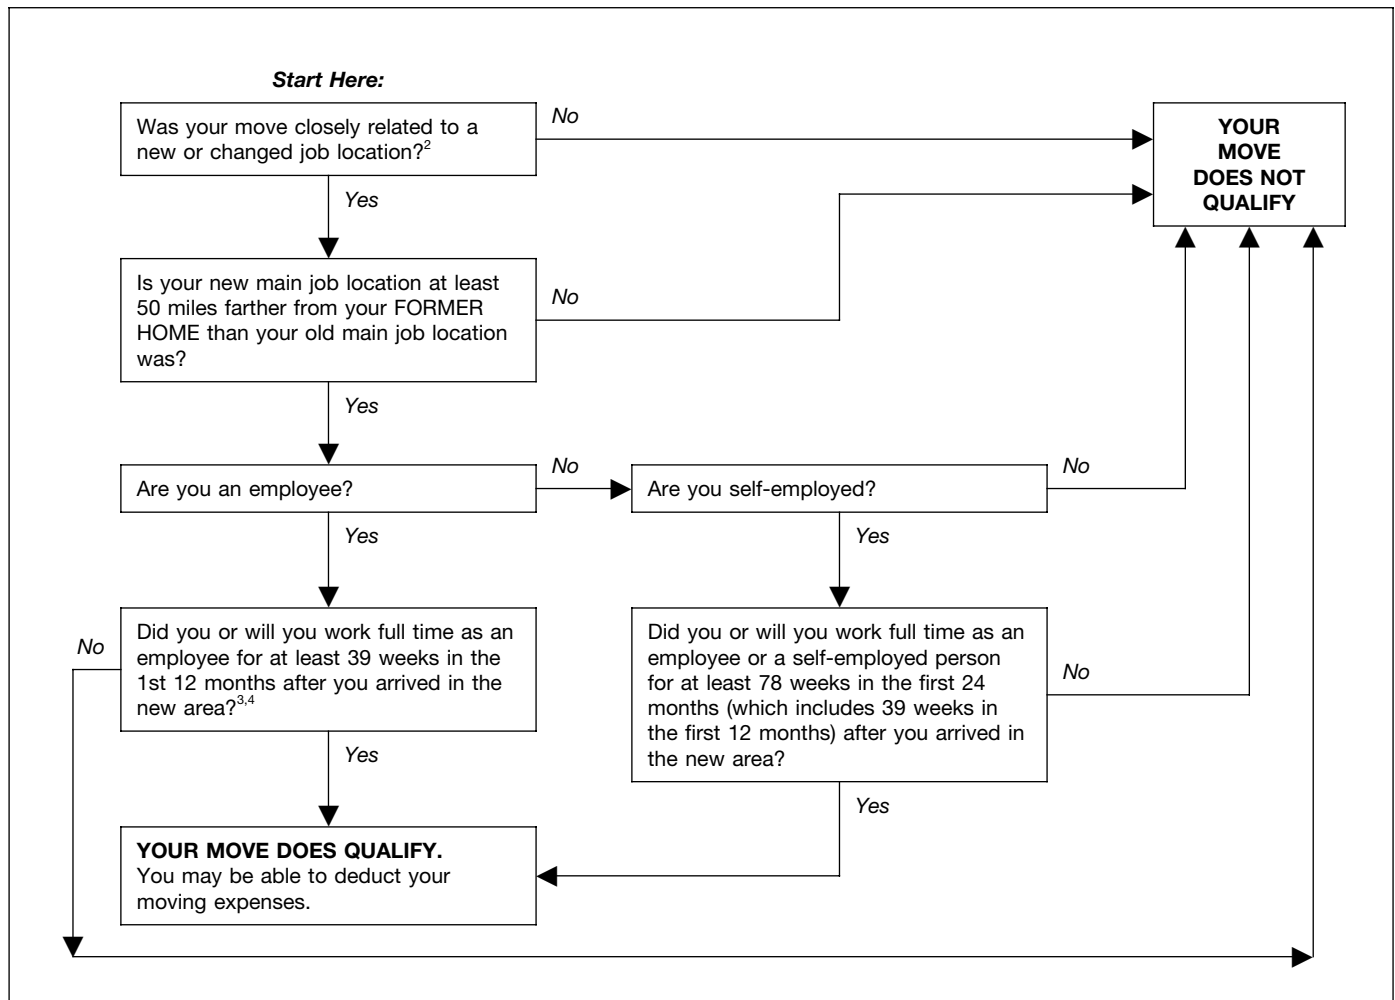 Start Here:
Was your move closely related to a
new or changed job location?2
No
YOUR
MOVE
DOES NOT
QUALIFY
Yes
Is your new main job location at least
50 miles farther from your FORMER
HOME than your old main job location
was?
No
Yes
Are you an employee?
No
Are you self-employed?
No
Yes
Yes
No
Did you or will you work full time as an
employee for at least 39 weeks in the
1st 12 months after you arrived in the
new area?3,4
Did you or will you work full time as an
employee or a self-employed person
for at least 78 weeks in the first 24
months (which includes 39 weeks in
the first 12 months) after you arrived in
the new area?
No
Yes
Yes
YOUR MOVE DOES QUALIFY.
You may be able to deduct your
moving expenses.